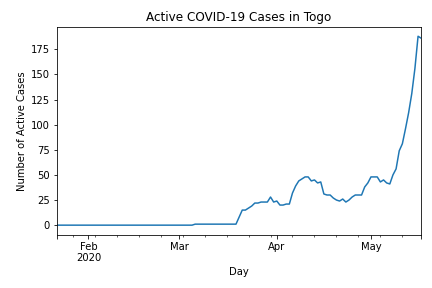 Active COVID-19 Cases in Togo
Number of Active Cases
175
150
125
100
75
50
25
0
Feb Mar Apr May
2020
Day